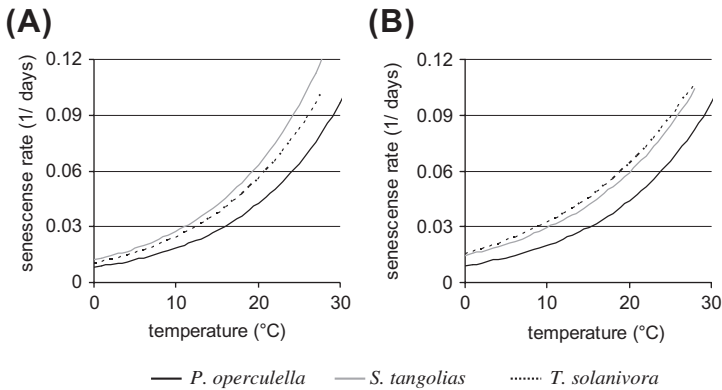 (A)
senescense rate (1/ days)
0.12
0.09
0.06
0.03
0
0 10 20 30
temperature (°C)
(B)
senescense rate (1/ days)
0.12
0.09
0.06
0.03
0
0 10 20 30
temperature (°C)
P. operculella S. tangolias T. solanivora